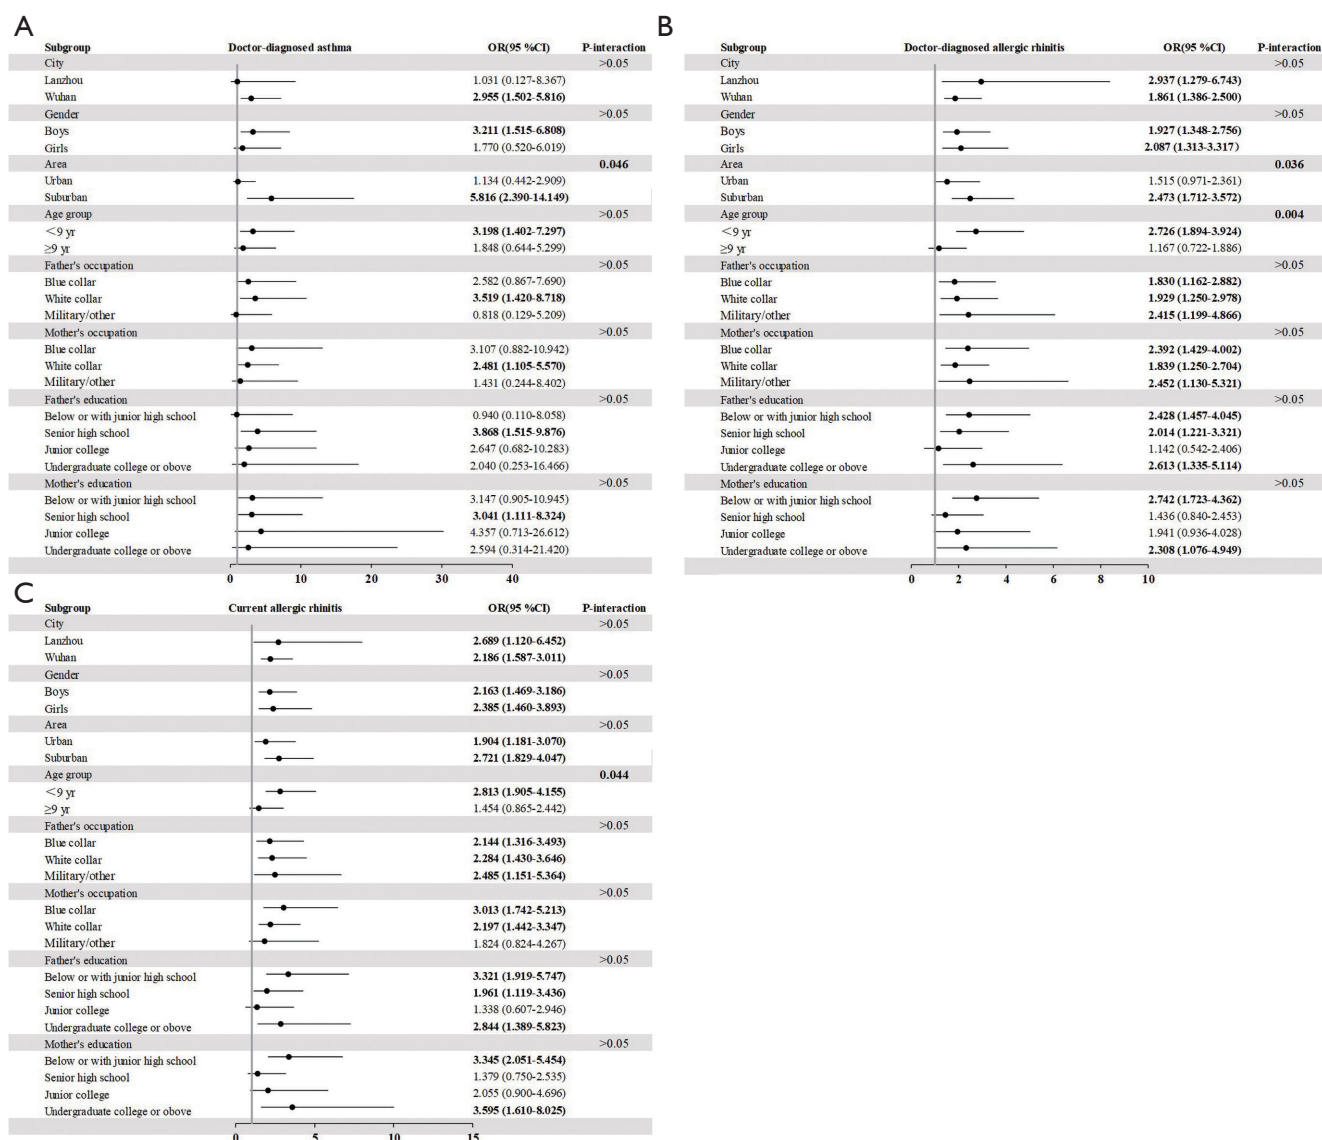 A
Subgroup Doctor-diagnosed asthma OR(95 %CI) P-interaction
City >0.05
Lanzhou 1.031 (0.127-8.367)
Wuhan 2.955 (1.502-5.816)
Gender >0.05
Boys 3.211 (1.515-6.808)
Girls 1.770 (0.520-6.019)
Area 0.046
Urban 1.134 (0.442-2.909)
Suburban 5.816 (2.390-14.149)
Age group >0.05
<9 yr 3.198 (1.402-7.297)
≥9 yr 1.848 (0.644-5.299)
Father's occupation >0.05
Blue collar 2.582 (0.867-7.690)
White collar 3.519 (1.420-8.718)
Military/other 0.818 (0.129-5.209)
Mother's occupation >0.05
Blue collar 3.107 (0.882-10.942)
White collar 2.481 (1.105-5.570)
Military/other 1.431 (0.244-8.402)
Father's education >0.05
Below or with junior high school 0.940 (0.110-8.058)
Senior high school 3.868 (1.515-9.876)
Junior college 2.647 (0.682-10.283)
Undergraduate college or obove 2.040 (0.253-16.466)
Mother's education >0.05
Below or with junior high school 3.147 (0.905-10.945)
Senior high school 3.041 (1.111-8.324)
Junior college 4.357 (0.713-26.612)
Undergraduate college or obove 2.594 (0.314-21.420)
0 10 20 30 40
B
Subgroup Doctor-diagnosed allergic rhinitis OR(95 %CI) P-interaction
City >0.05
Lanzhou 2.937 (1.279-6.743)
Wuhan 1.861 (1.386-2.500)
Gender >0.05
Boys 1.927 (1.348-2.756)
Girls 2.087 (1.313-3.317)
Area 0.036
Urban 1.515 (0.971-2.361)
Suburban 2.473 (1.712-3.572)
Age group 0.004
<9 yr 2.726 (1.894-3.924)
≥9 yr 1.167 (0.722-1.886)
Father's occupation >0.05
Blue collar 1.830 (1.162-2.882)
White collar 1.929 (1.250-2.978)
Military/other 2.415 (1.199-4.866)
Mother's occupation >0.05
Blue collar 2.392 (1.429-4.002)
White collar 1.839 (1.250-2.704)
Military/other 2.452 (1.130-5.321)
Father's education >0.05
Below or with junior high school 2.428 (1.457-4.045)
Senior high school 2.014 (1.221-3.321)
Junior college 1.142 (0.542-2.406)
Undergraduate college or obove 2.613 (1.335-5.114)
Mother's education >0.05
Below or with junior high school 2.742 (1.723-4.362)
Senior high school 1.436 (0.840-2.453)
Junior college 1.941 (0.936-4.028)
Undergraduate college or obove 2.308 (1.076-4.949)
0 2 4 6 8 10
C
Subgroup Current allergic rhinitis OR(95 %CI) P-interaction
City >0.05
Lanzhou 2.689 (1.120-6.452)
Wuhan 2.186 (1.587-3.011)
Gender >0.05
Boys 2.163 (1.469-3.186)
Girls 2.385 (1.460-3.893)
Area >0.05
Urban 1.904 (1.181-3.070)
Suburban 2.721 (1.829-4.047)
Age group 0.044
<9 yr 2.813 (1.905-4.155)
≥9 yr 1.454 (0.865-2.442)
Father's occupation >0.05
Blue collar 2.144 (1.316-3.493)
White collar 2.284 (1.430-3.646)
Military/other 2.485 (1.151-5.364)
Mother's occupation >0.05
Blue collar 3.013 (1.742-5.213)
White collar 2.197 (1.442-3.347)
Military/other 1.824 (0.824-4.267)
Father's education >0.05
Below or with junior high school 3.321 (1.919-5.747)
Senior high school 1.961 (1.119-3.436)
Junior college 1.338 (0.607-2.946)
Undergraduate college or obove 2.844 (1.389-5.823)
Mother's education >0.05
Below or with junior high school 3.345 (2.051-5.454)
Senior high school 1.379 (0.750-2.535)
Junior college 2.055 (0.900-4.696)
Undergraduate college or obove 3.595 (1.610-8.025)
0 5 10 15